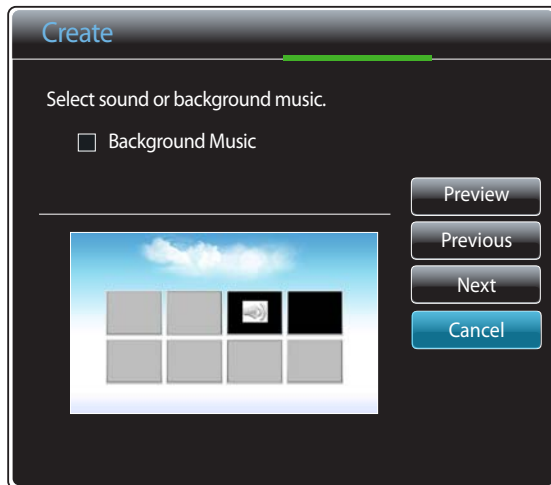 Create
Select sound or background music.
Background Music
Preview
Previous
Next
Cancel